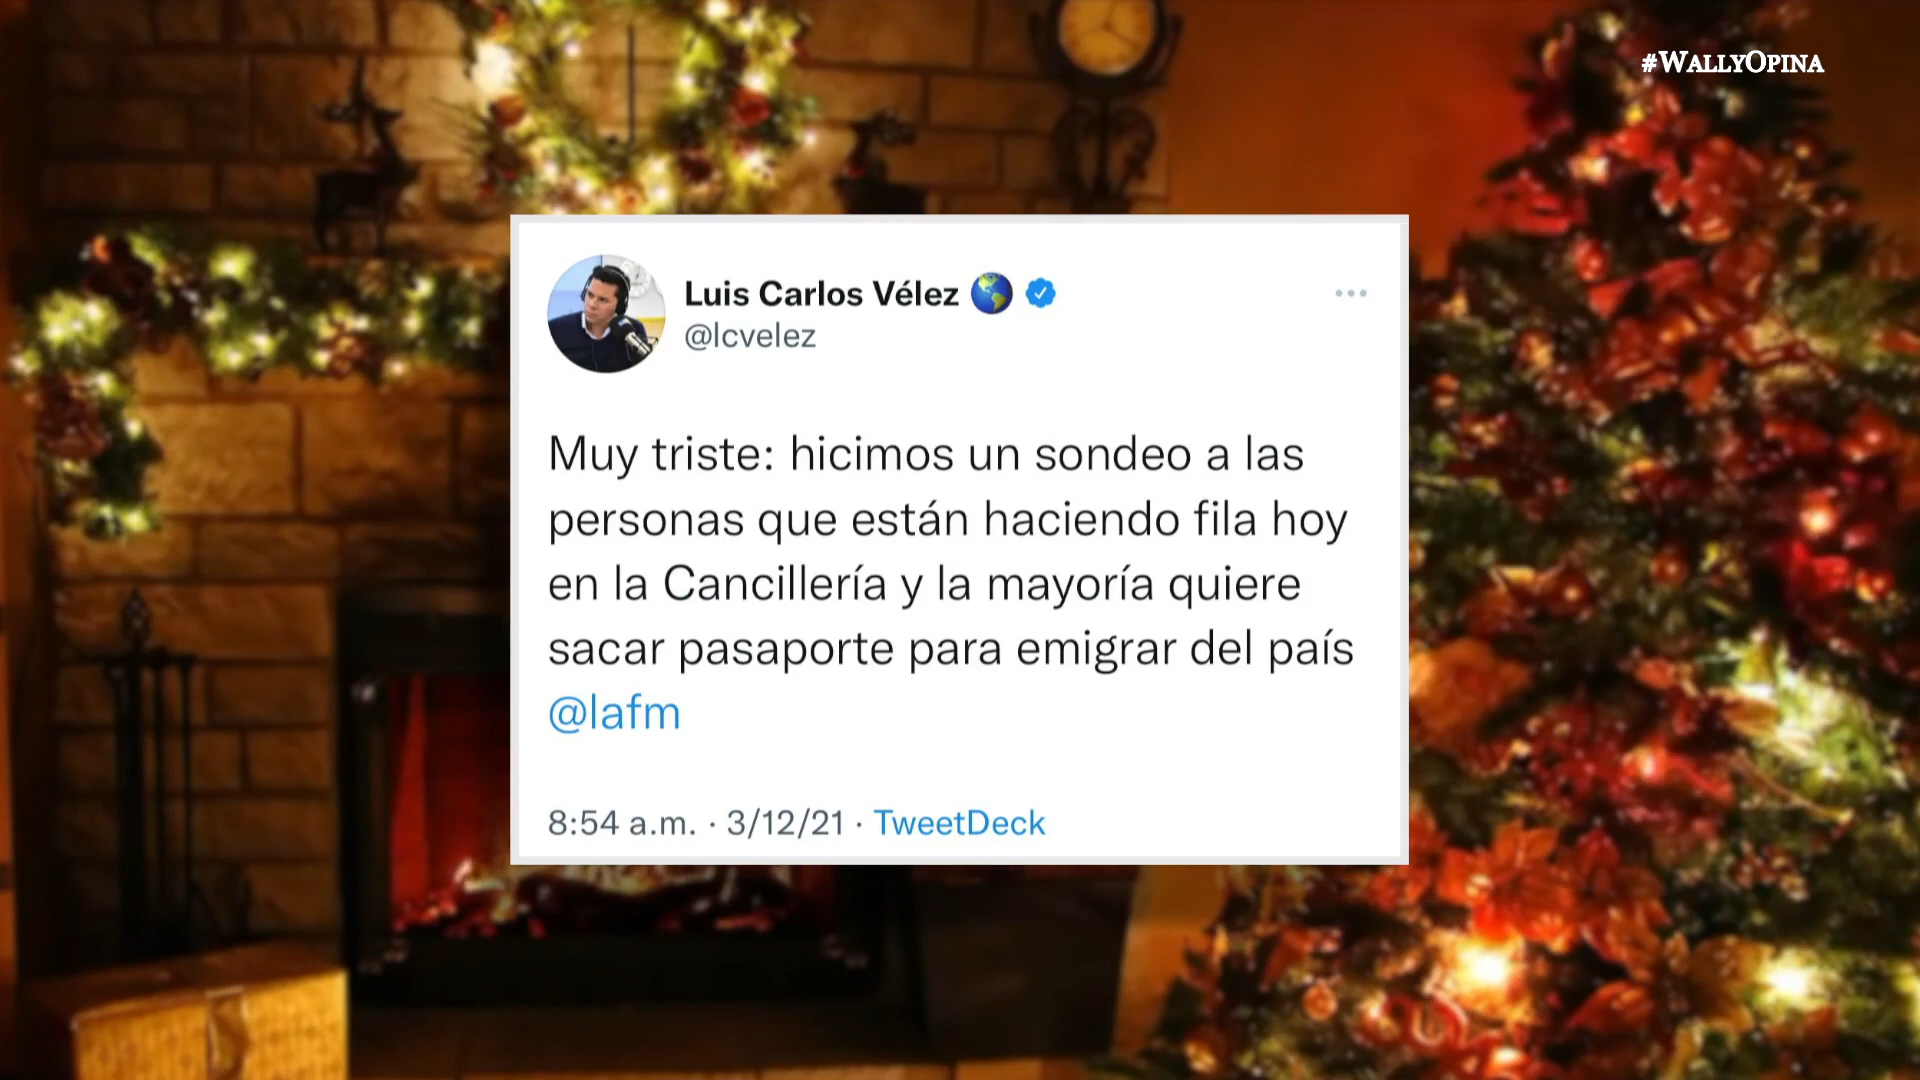 #WALLYOPINA
Luis Carlos Vélez 🌎
@lcvelez
Muy triste: hicimos un sondeo a las
personas que están haciendo fila hoy
en la Cancillería y la mayoría quiere
sacar pasaporte para emigrar del país
@lafm
8:54 a.m. · 3/12/21 · TweetDeck